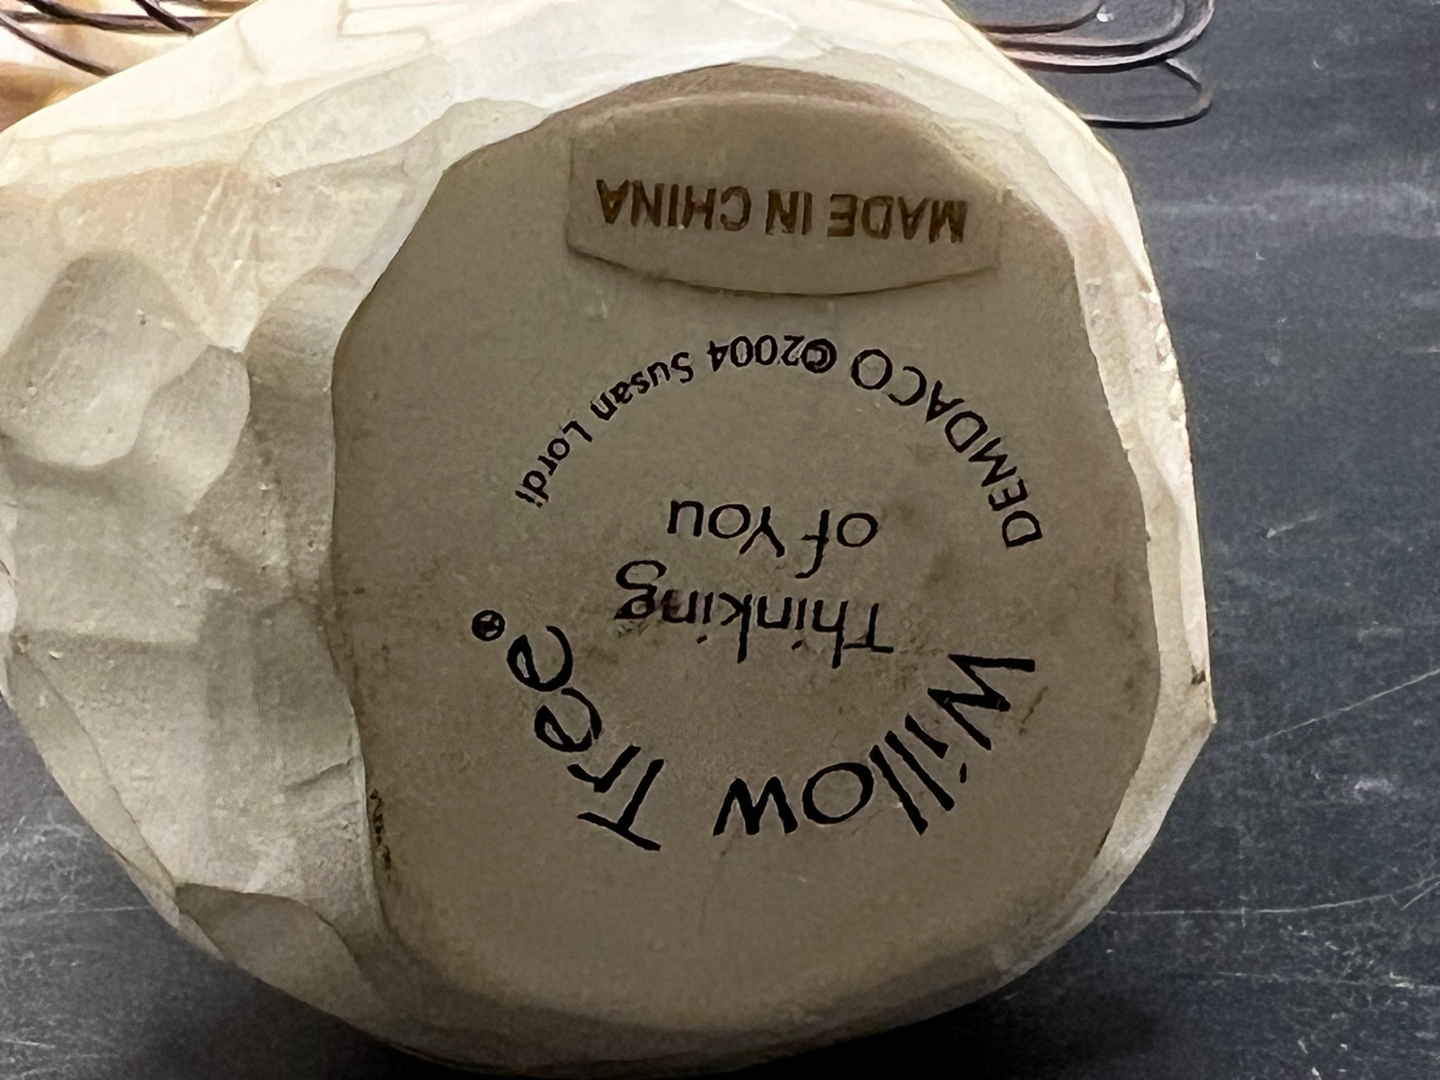 Willow Tree®
Thinking
of You
DEMDACO ©2004 Susan Lordi
MADE IN CHINA